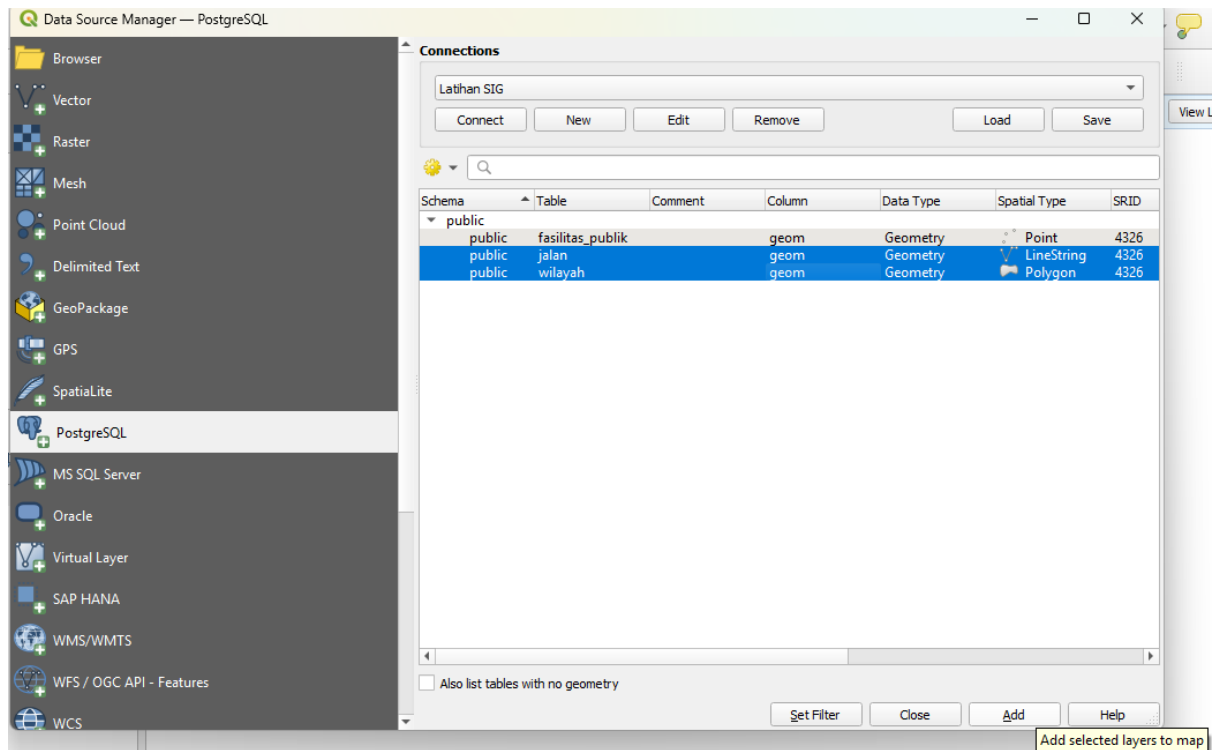 Data Source Manager — PostgreSQL
Browser
Vector
Raster
Mesh
Point Cloud
Delimited Text
GeoPackage
GPS
SpatiaLite
PostgreSQL
MS SQL Server
Oracle
Virtual Layer
SAP HANA
WMS/WMTS
WFS / OGC API - Features
WCS
Connections
Latihan SIG
Connect New Edit Remove Load Save
Schema Table Comment Column Data Type Spatial Type SRID
public
public fasilitas_publik geom Geometry Point 4326
public jalan geom Geometry LineString 4326
public wilayah geom Geometry Polygon 4326
Also list tables with no geometry
Set Filter Close Add Help
Add selected layers to map
View